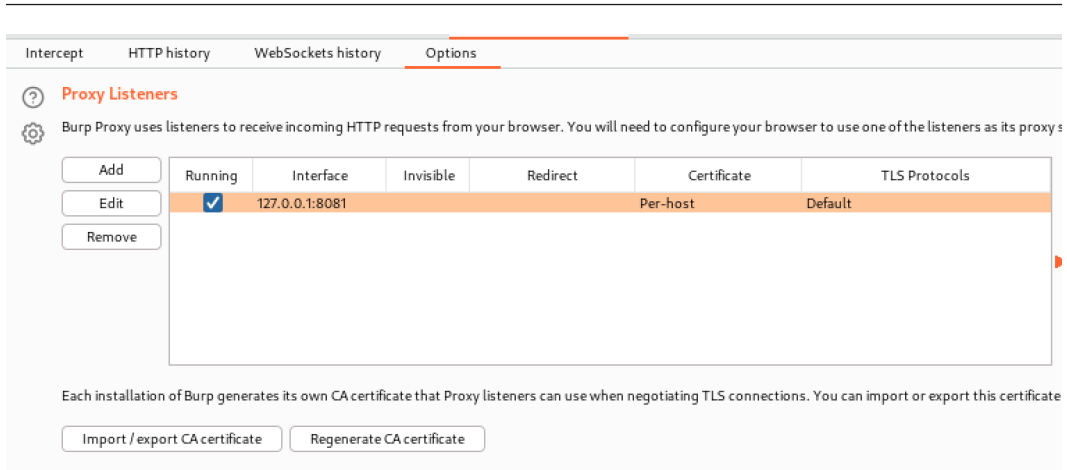 Intercept HTTP history WebSockets history Options
Proxy Listeners
Burp Proxy uses listeners to receive incoming HTTP requests from your browser. You will need to configure your browser to use one of the listeners as its proxy s
Add
Running Interface Invisible Redirect Certificate TLS Protocols
Edit
127.0.0.1:8081 Per-host Default
Remove
Each installation of Burp generates its own CA certificate that Proxy listeners can use when negotiating TLS connections. You can import or export this certificate
Import / export CA certificate Regenerate CA certificate